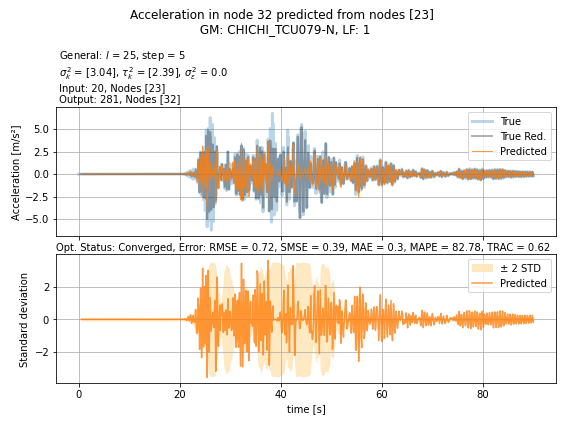 Acceleration in node 32 predicted from nodes [23]
GM: CHICHI_TCU079-N, LF: 1
General: l = 25, step = 5
σ²ₖ = [3.04], τ²ₖ = [2.39], σ²ε = 0.0
Input: 20, Nodes [23]
Output: 281, Nodes [32]
Acceleration [m/s²]
5.0
2.5
0.0
−2.5
−5.0
True
True Red.
Predicted
Opt. Status: Converged, Error: RMSE = 0.72, SMSE = 0.39, MAE = 0.3, MAPE = 82.78, TRAC = 0.62
Standard deviation
2
0
−2
± 2 STD
Predicted
0 20 40 60 80
time [s]